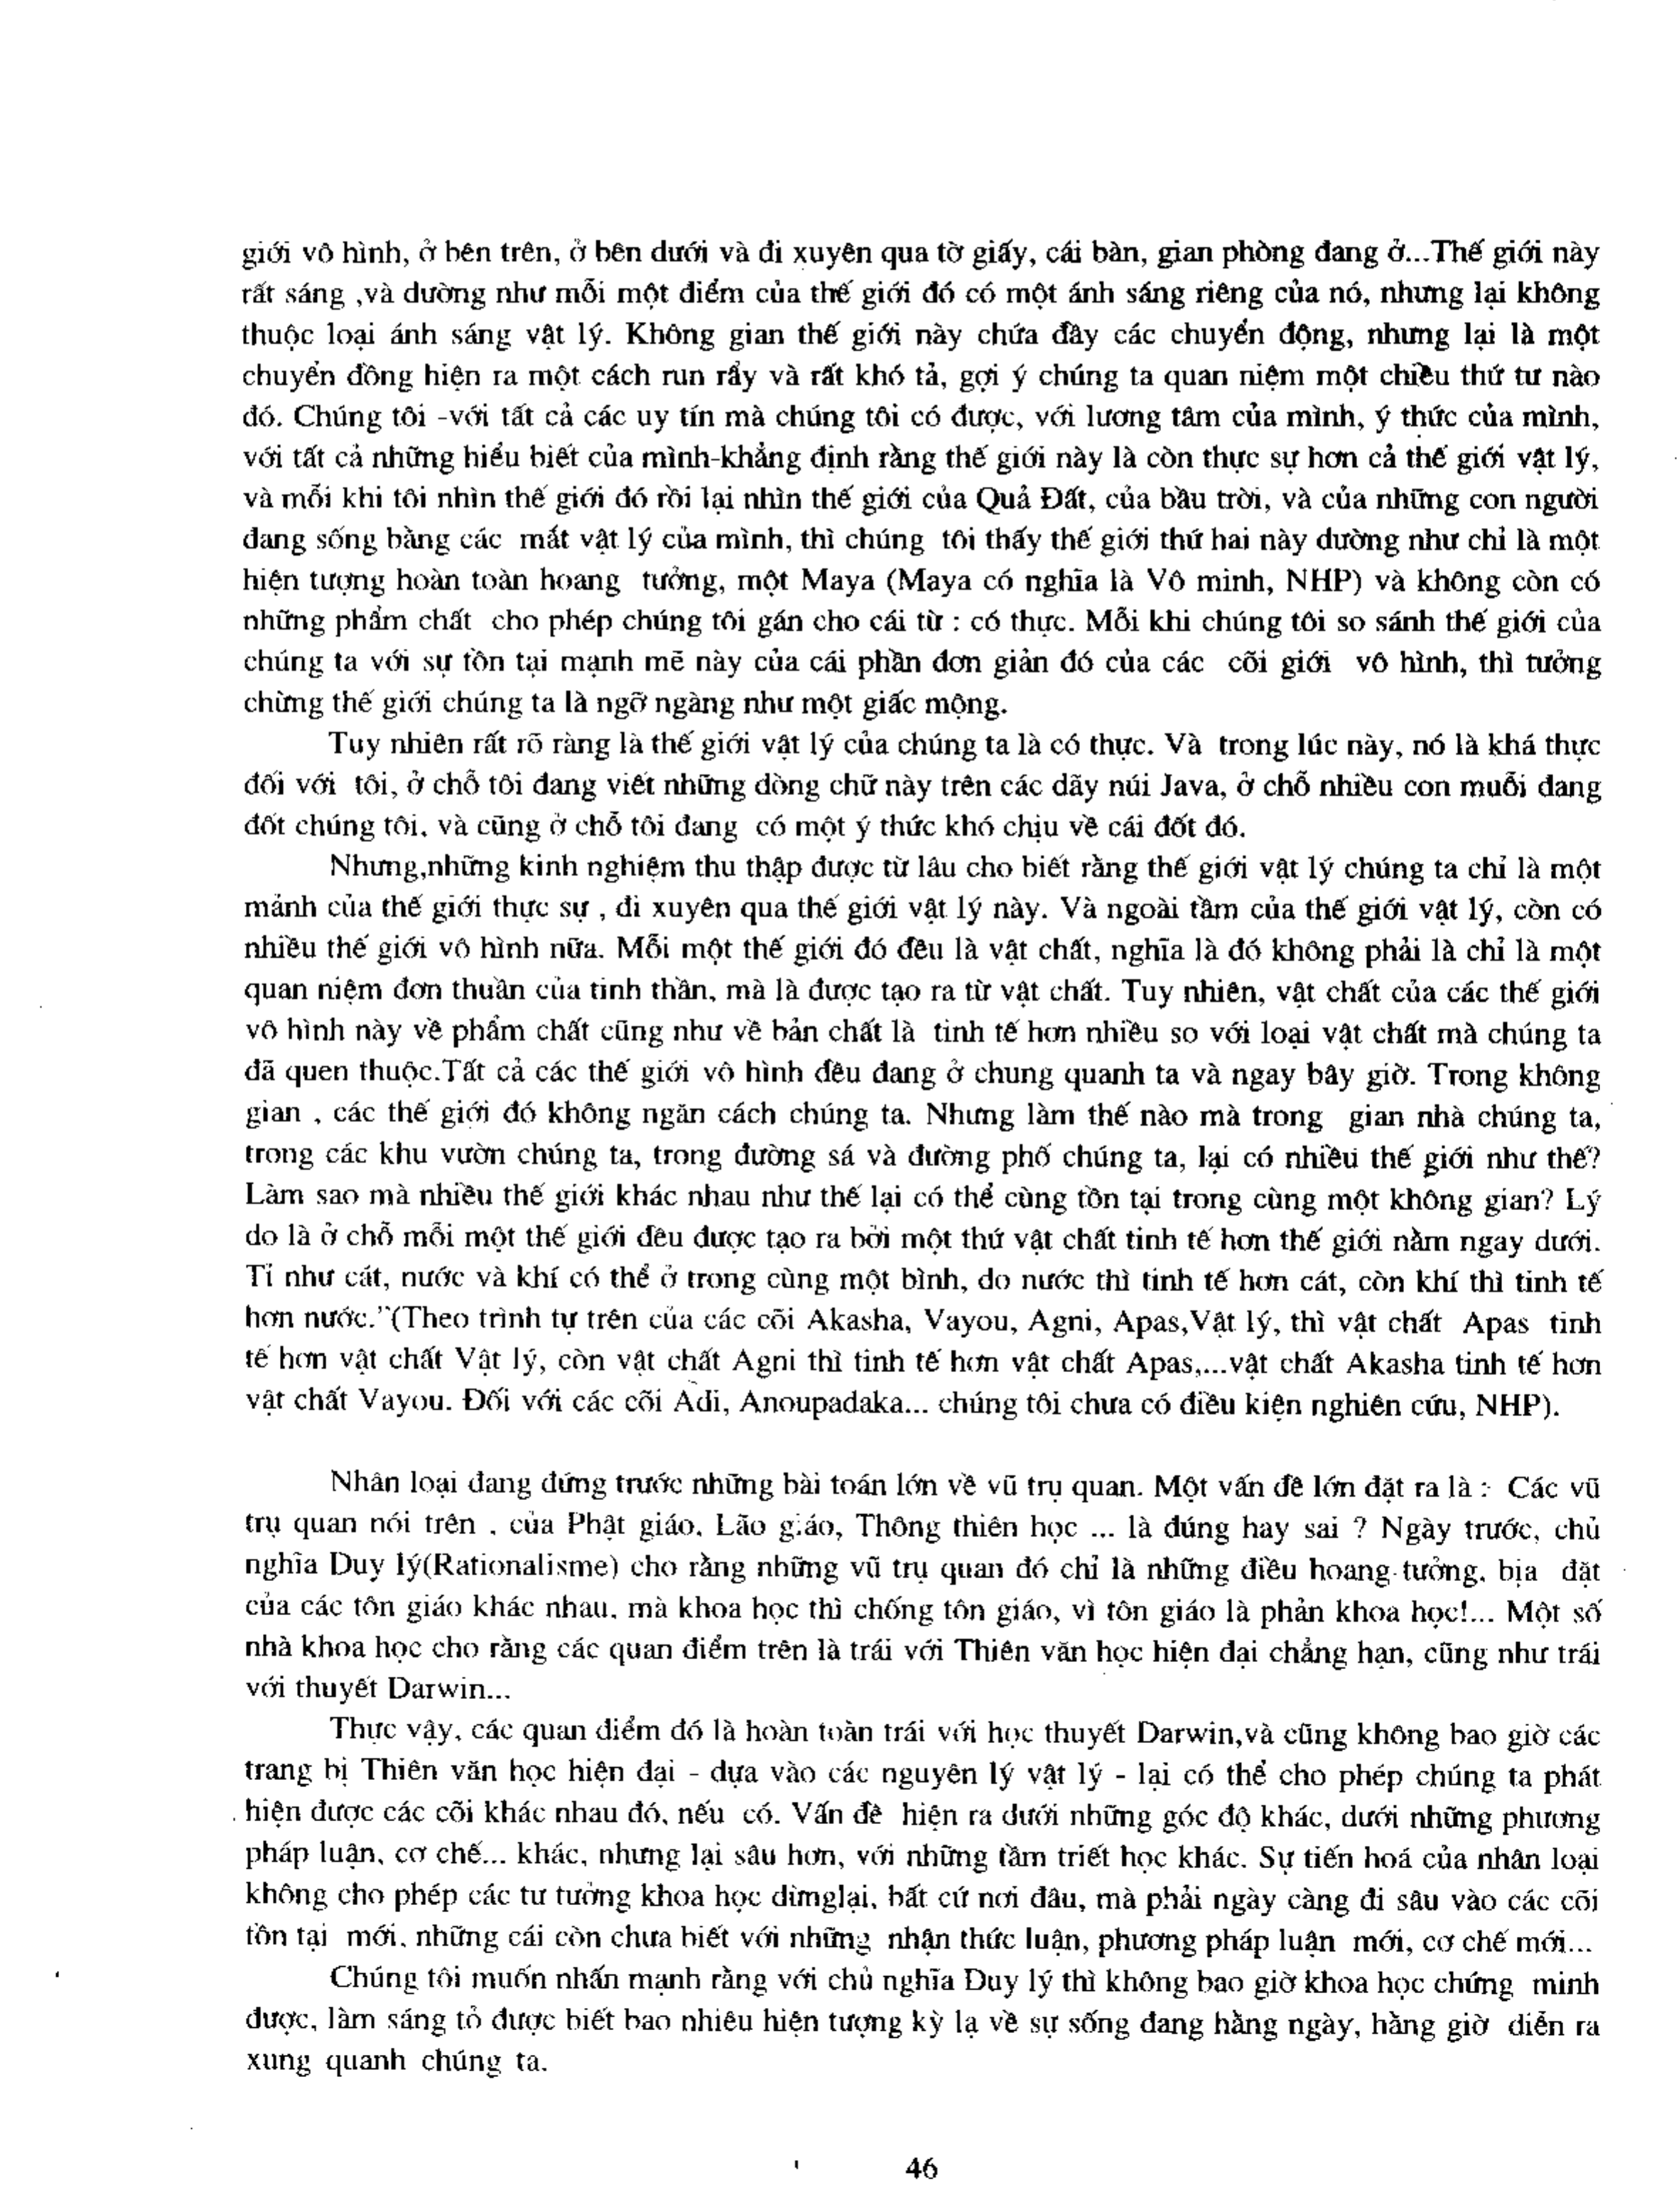 giới vô hình, ở bên trên, ở bên dưới và đi xuyên qua tờ giấy, cái bàn, gian phòng đang ở...Thế giới này
rất sáng ,và dường như mỗi một điểm của thế giới đó có một ánh sáng riêng của nó, nhưng lại không
thuộc loại ánh sáng vật lý. Không gian thế giới này chứa đầy các chuyển động, nhưng lại là một
chuyển đông hiện ra một cách run rẩy và rất khó tả, gợi ý chúng ta quan niệm một chiều thứ tư nào
đó. Chúng tôi -với tất cả các uy tín mà chúng tôi có được, với lương tâm của mình, ý thức của mình,
với tất cả những hiểu biết của mình-khẳng định rằng thế giới này là còn thực sự hơn cả thế giới vật lý,
và mỗi khi tôi nhìn thế giới đó rồi lại nhìn thế giới của Quả Đất, của bầu trời, và của những con người
đang sống bằng các mắt vật lý của mình, thì chúng tôi thấy thế giới thứ hai này dường như chỉ là một
hiện tượng hoàn toàn hoang tưởng, một Maya (Maya có nghĩa là Vô minh, NHP) và không còn có
những phẩm chất cho phép chúng tôi gán cho cái từ : có thực. Mỗi khi chúng tôi so sánh thế giới của
chúng ta với sự tồn tại mạnh mẽ này của cái phần đơn giản đó của các cõi giới vô hình, thì tưởng
chừng thế giới chúng ta là ngỡ ngàng như một giấc mộng.
Tuy nhiên rất rõ ràng là thế giới vật lý của chúng ta là có thực. Và trong lúc này, nó là khá thực
đối với tôi, ở chỗ tôi đang viết những dòng chữ này trên các dãy núi Java, ở chỗ nhiều con muỗi đang
đốt chúng tôi, và cũng ở chỗ tôi đang có một ý thức khó chịu về cái đốt đó.
Nhưng,những kinh nghiệm thu thập được từ lâu cho biết rằng thế giới vật lý chúng ta chỉ là một
mảnh của thế giới thực sự , đi xuyên qua thế giới vật lý này. Và ngoài tầm của thế giới vật lý, còn có
nhiều thế giới vô hình nữa. Mỗi một thế giới đó đều là vật chất, nghĩa là đó không phải là chỉ là một
quan niệm đơn thuần của tinh thần, mà là được tạo ra từ vật chất. Tuy nhiên, vật chất của các thế giới
vô hình này về phẩm chất cũng như về bản chất là tinh tế hơn nhiều so với loại vật chất mà chúng ta
đã quen thuộc.Tất cả các thế giới vô hình đều đang ở chung quanh ta và ngay bây giờ. Trong không
gian , các thế giới đó không ngăn cách chúng ta. Nhưng làm thế nào mà trong gian nhà chúng ta,
trong các khu vườn chúng ta, trong đường sá và đường phố chúng ta, lại có nhiều thế giới như thế?
Làm sao mà nhiều thế giới khác nhau như thế lại có thể cùng tồn tại trong cùng một không gian? Lý
do là ở chỗ mỗi một thế giới đều được tạo ra bởi một thứ vật chất tinh tế hơn thế giới nằm ngay dưới.
Tỉ như cát, nước và khí có thể ở trong cùng một bình, do nước thì tinh tế hơn cát, còn khí thì tinh tế
hơn nước."(Theo trình tự trên của các cõi Akasha, Vayou, Agni, Apas,Vật lý, thì vật chất Apas tinh
tế hơn vật chất Vật lý, còn vật chất Agni thì tinh tế hơn vật chất Apas,...vật chất Akasha tinh tế hơn
vật chất Vayou. Đối với các cõi Adi, Anoupadaka... chúng tôi chưa có điều kiện nghiên cứu, NHP).
Nhân loại đang đứng trước những bài toán lớn về vũ trụ quan. Một vấn đề lớn đặt ra là : Các vũ
trụ quan nói trên , của Phật giáo, Lão giáo, Thông thiên học ... là đúng hay sai ? Ngày trước, chủ
nghĩa Duy lý(Rationalisme) cho rằng những vũ trụ quan đó chỉ là những điều hoang tưởng, bịa đặt
của các tôn giáo khác nhau, mà khoa học thì chống tôn giáo, vì tôn giáo là phản khoa học!... Một số
nhà khoa học cho rằng các quan điểm trên là trái với Thiên văn học hiện đại chẳng hạn, cũng như trái
với thuyết Darwin...
Thực vậy, các quan điểm đó là hoàn toàn trái với học thuyết Darwin,và cũng không bao giờ các
trang bị Thiên văn học hiện đại - dựa vào các nguyên lý vật lý - lại có thể cho phép chúng ta phát
hiện được các cõi khác nhau đó, nếu có. Vấn đề hiện ra dưới những góc độ khác, dưới những phương
pháp luận, cơ chế... khác, nhưng lại sâu hơn, với những tầm triết học khác. Sự tiến hoá của nhân loại
không cho phép các tư tưởng khoa học dừnglại, bất cứ nơi đâu, mà phải ngày càng đi sâu vào các cõi
tồn tại mới, những cái còn chưa biết với những nhận thức luận, phương pháp luận mới, cơ chế mới...
Chúng tôi muốn nhấn mạnh rằng với chủ nghĩa Duy lý thì không bao giờ khoa học chứng minh
được, làm sáng tỏ được biết bao nhiêu hiện tượng kỳ lạ về sự sống đang hằng ngày, hằng giờ diễn ra
xung quanh chúng ta.
46